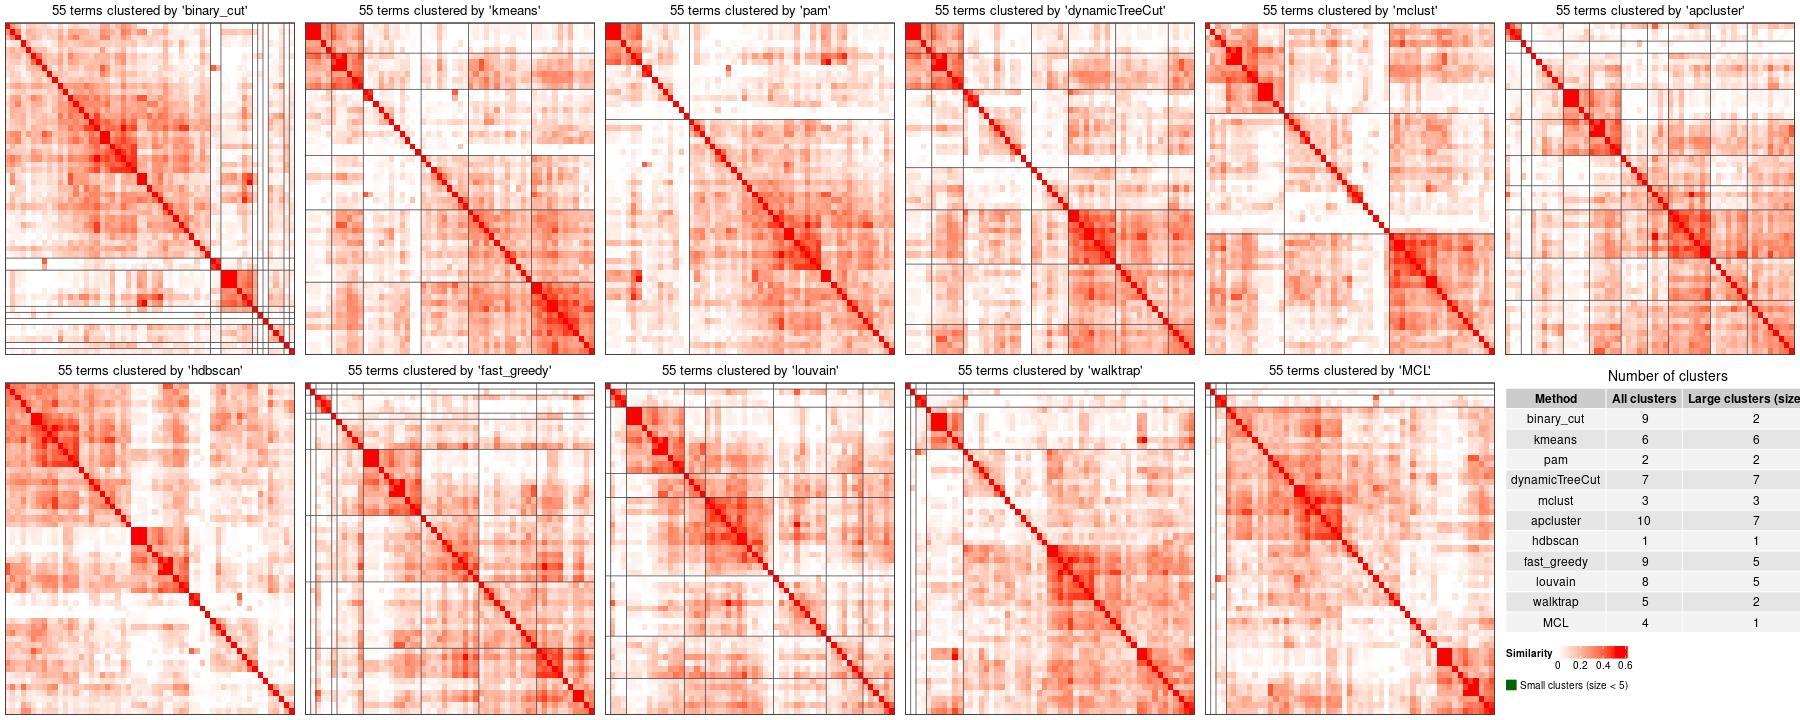 55 terms clustered by 'binary_cut'
55 terms clustered by 'kmeans'
55 terms clustered by 'pam'
55 terms clustered by 'dynamicTreeCut'
55 terms clustered by 'mclust'
55 terms clustered by 'apcluster'
55 terms clustered by 'hdbscan'
55 terms clustered by 'fast_greedy'
55 terms clustered by 'louvain'
55 terms clustered by 'walktrap'
55 terms clustered by 'MCL'
Number of clusters
Method All clusters Large clusters (size
binary_cut 9 2
kmeans 6 6
pam 2 2
dynamicTreeCut 7 7
mclust 3 3
apcluster 10 7
hdbscan 1 1
fast_greedy 9 5
louvain 8 5
walktrap 5 2
MCL 4 1
Similarity
0 0.2 0.4 0.6
Small clusters (size < 5)